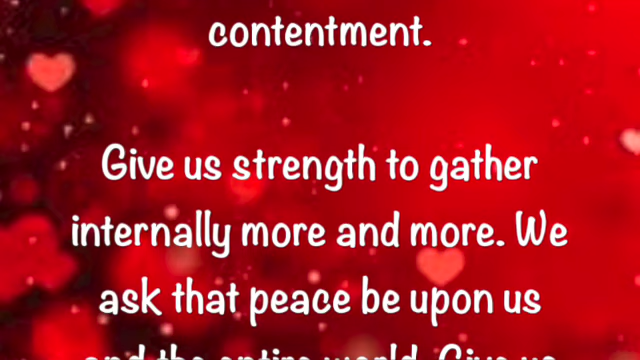 contentment.
Give us strength to gather
internally more and more. We
ask that peace be upon us
and the entire world. Give us